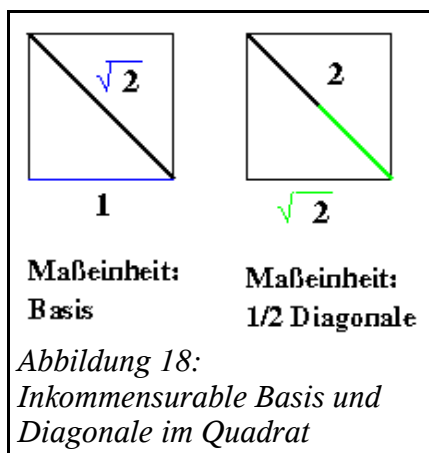 √2
2
1
√2
Maßeinheit:
Basis
Maßeinheit:
1/2 Diagonale
Abbildung 18:
Inkommensurable Basis und
Diagonale im Quadrat